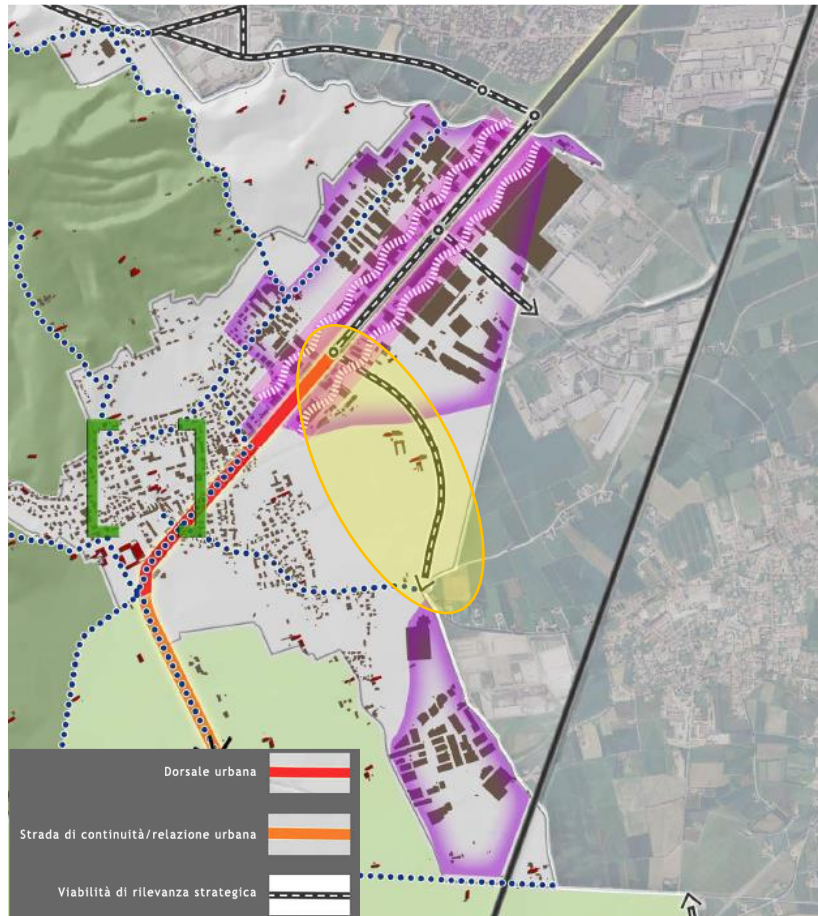 Dorsale urbana
Strada di continuità/relazione urbana
Viabilità di rilevanza strategica